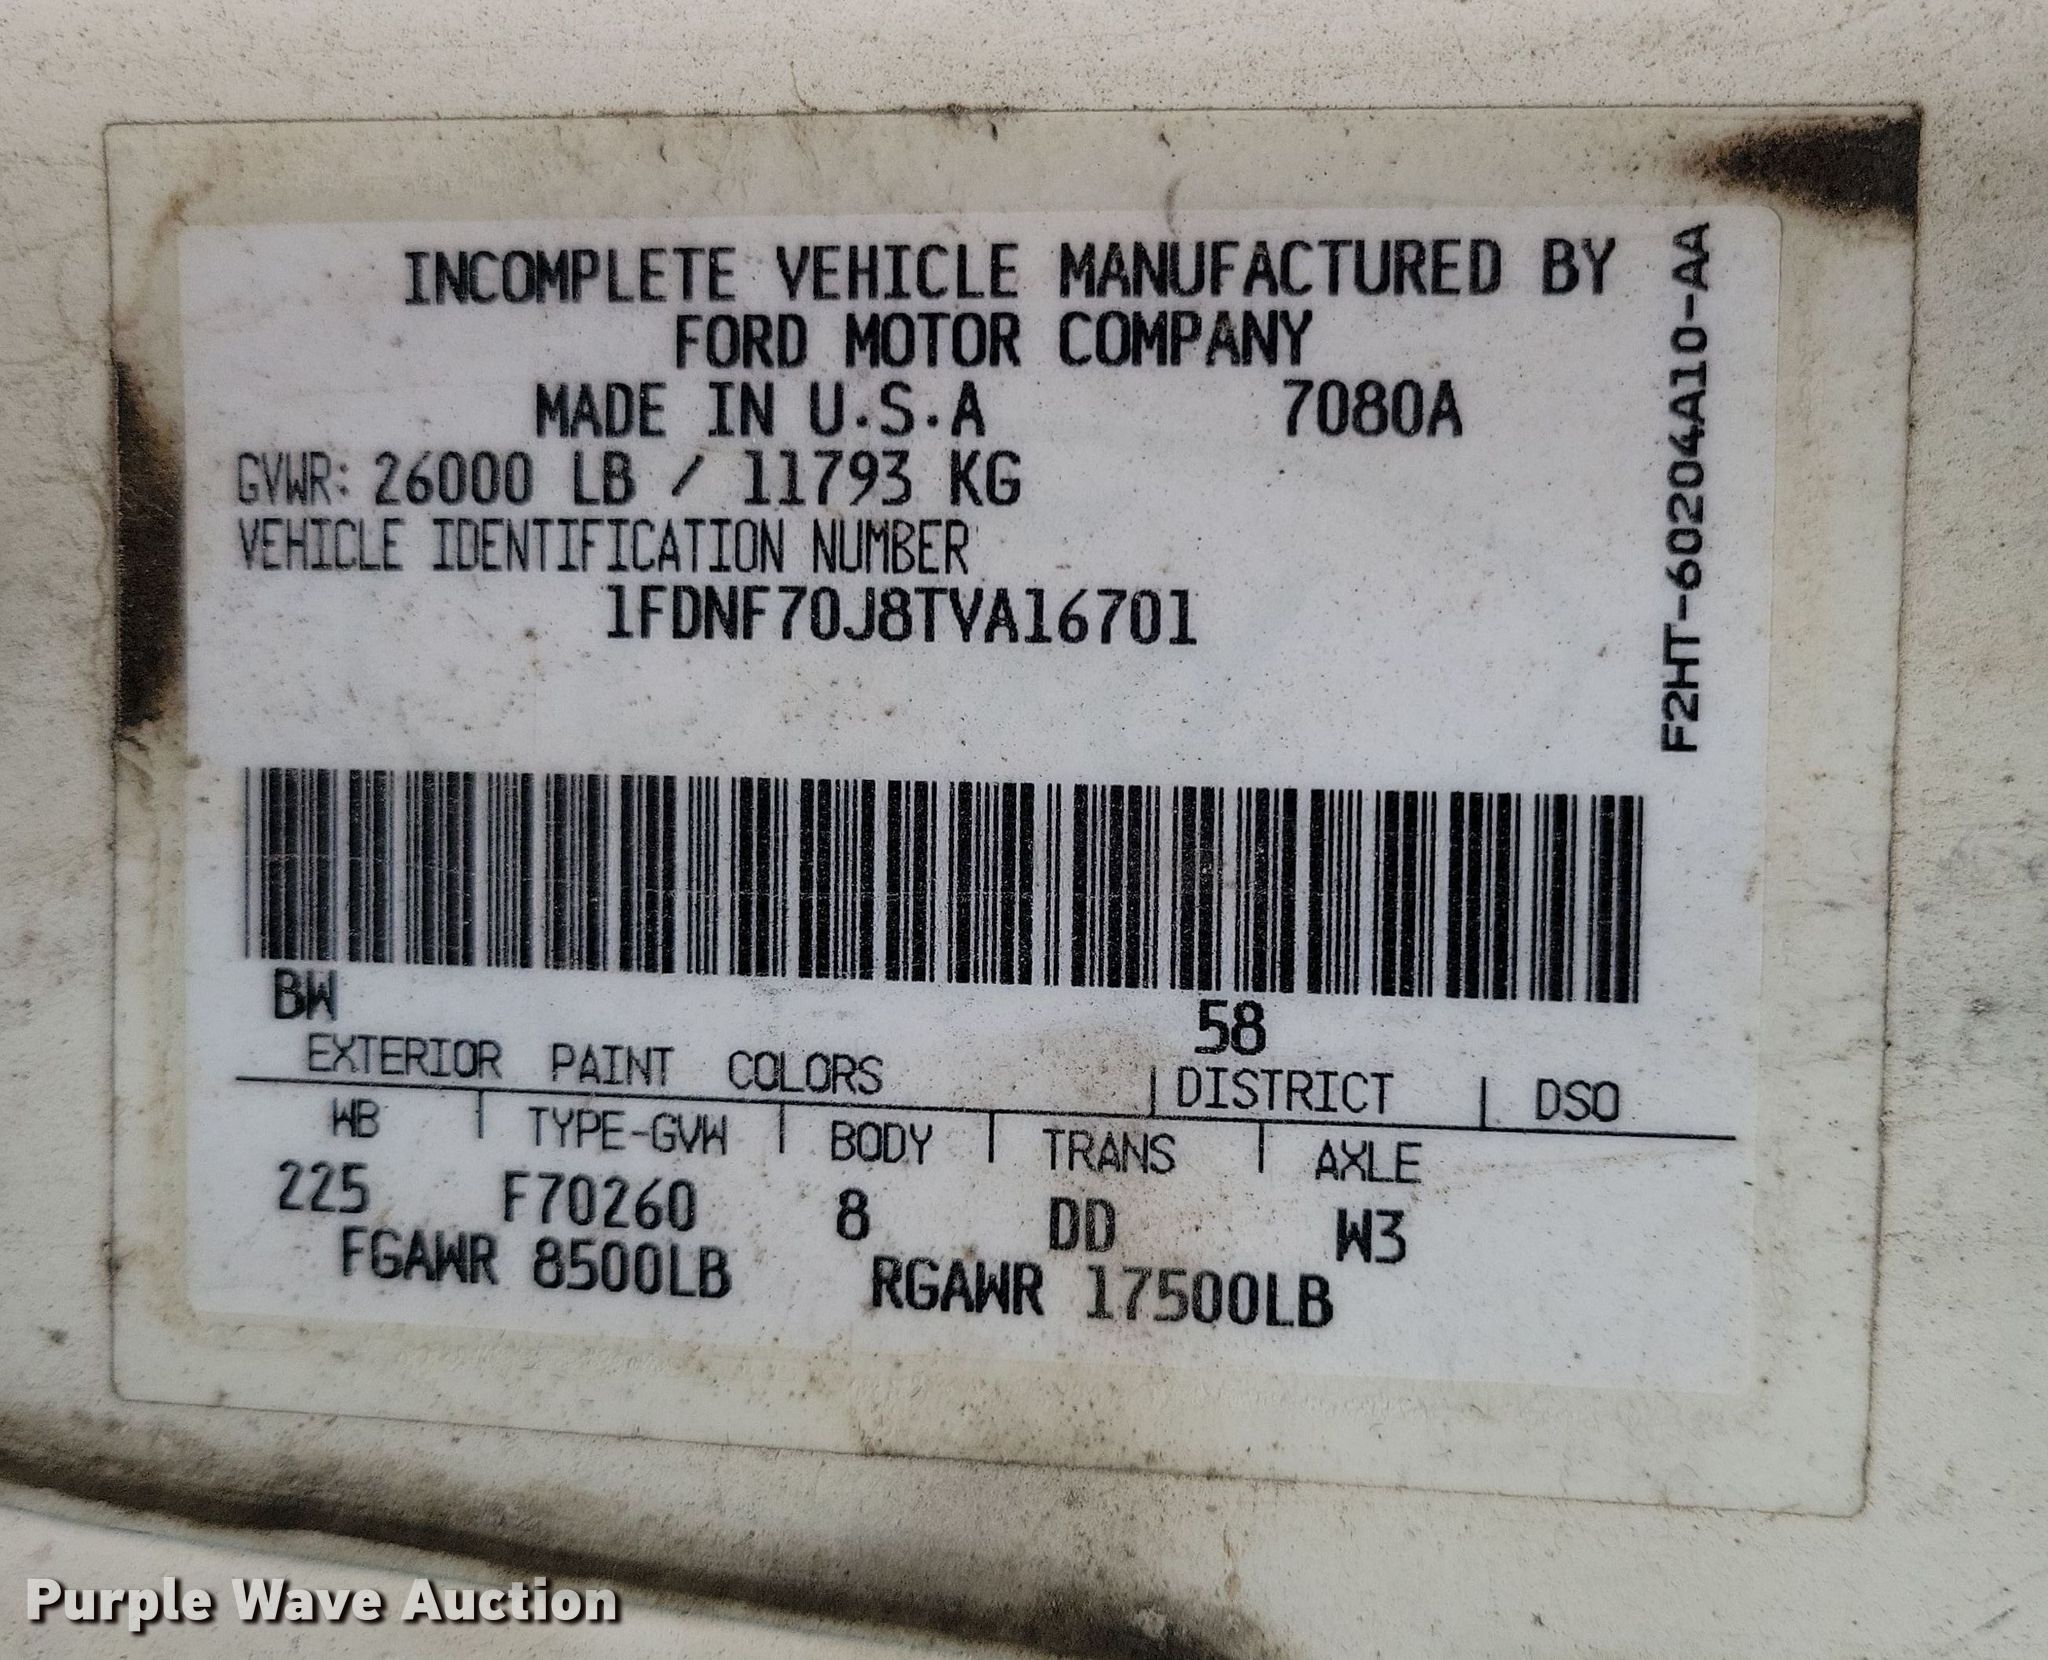 INCOMPLETE VEHICLE MANUFACTURED BY
FORD MOTOR COMPANY
MADE IN U.S.A 7080A
GVWR: 26000 LB / 11793 KG
VEHICLE IDENTIFICATION NUMBER
1FDNF70J8TVA16701
F2HT-60204A10-AA
BW 58
EXTERIOR PAINT COLORS DISTRICT DSO
WB TYPE-GVW BODY TRANS AXLE
225 F70260 8 DD W3
FGAWR 8500LB RGAWR 17500LB
Purple Wave Auction